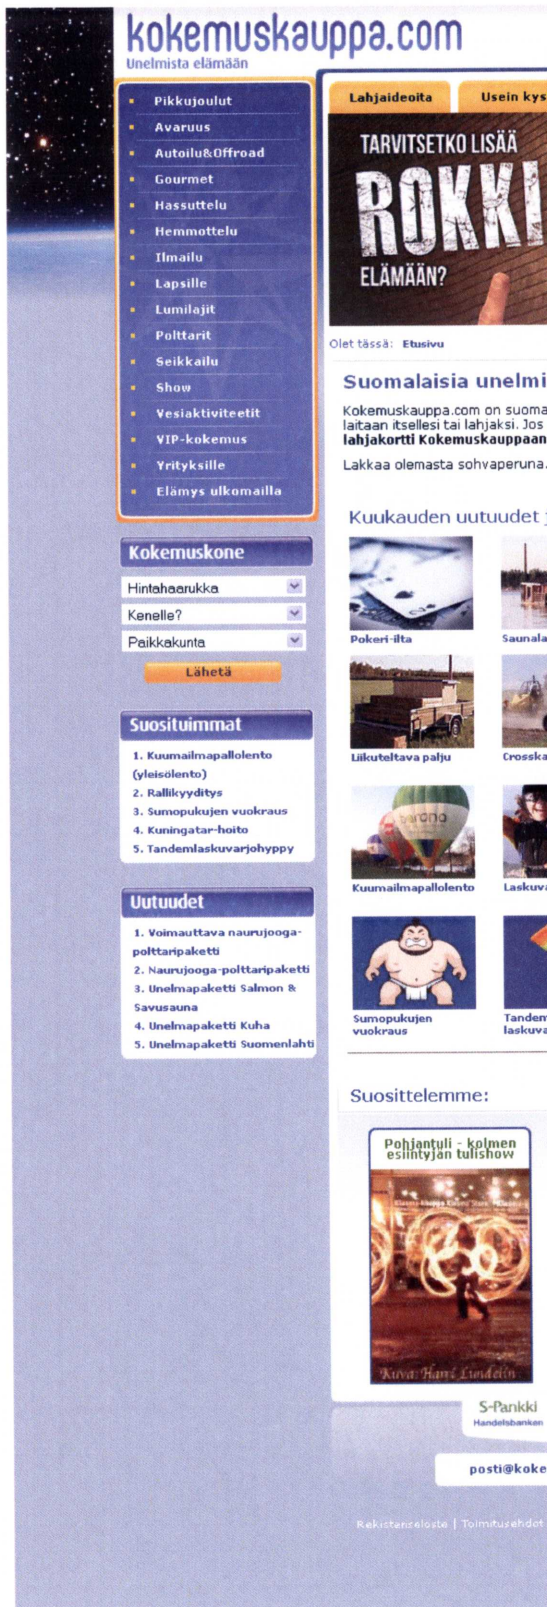 kokemuskauppa.com
Unelmista elämään
Pikkujoulut
Avaruus
Autoilu&Offroad
Gourmet
Hassuttelu
Hemmottelu
Ilmailu
Lapsille
Lumilajit
Polttarit
Seikkailu
Show
Vesiaktiviteetit
VIP-kokemus
Yrityksille
Elämys ulkomailla
Kokemuskone
Hintahaarukka
Kenelle?
Paikkakunta
Lähetä
Suosituimmat
1. Kuumailmapallolento
(yleisölento)
2. Rallikyyditys
3. Sumopukujen vuokraus
4. Kuningatar-hoito
5. Tandemlaskuvarjohyppy
Uutuudet
1. Voimauttava naurujooga-
polttaripaketti
2. Naurujooga-polttaripaketti
3. Unelmapaketti Salmon &
Savusauna
4. Unelmapaketti Kuha
5. Unelmapaketti Suomenlahti
Lahjaideoita
Usein kys
TARVITSETKO LISÄÄ
ROKKI
ELÄMÄÄN?
Olet tässä: Etusivu
Suomalaisia unelmi
Kokemuskauppa.com on suoma
laitaan itsellesi tai lahjaksi. Jos
lahjakortti Kokemuskauppaan
Lakkaa olemasta sohvaperuna.
Kuukauden uutuudet j
Pokeri-ilta
Saunala
Liikuteltava palju
Crosska
barona
Kuumailmapallolento
Laskuva
Sumopukujen
vuokraus
Tandem
laskuva
Suosittelemme:
Pohjantuli - kolmen
esiintyjän tulishow
Kuva: Harri Lundelin
S-Pankki
Handelsbanken
posti@koke
Rekisteriseloste | Toimitusehdot